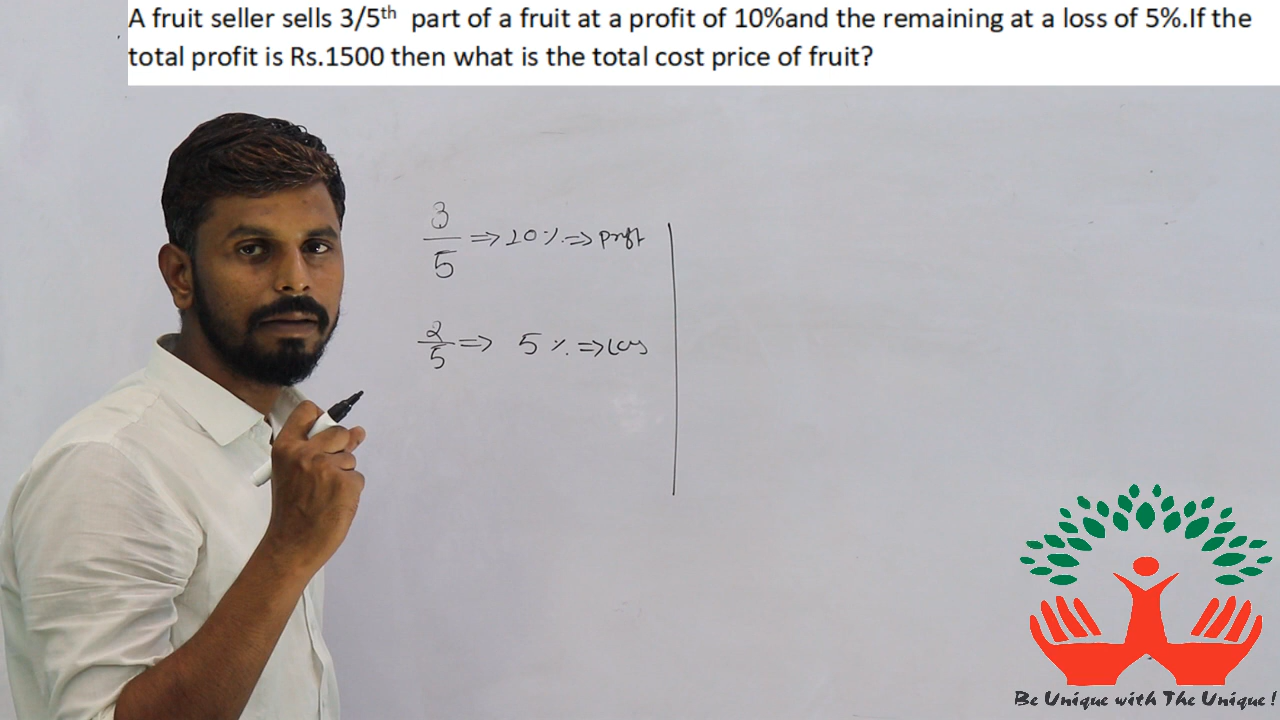 A fruit seller sells 3/5th part of a fruit at a profit of 10%and the remaining at a loss of 5%.If the
total profit is Rs.1500 then what is the total cost price of fruit?
3/5 ⇒ 10% ⇒ profit
2/5 ⇒ 5% ⇒ loss
Be Unique with The Unique !